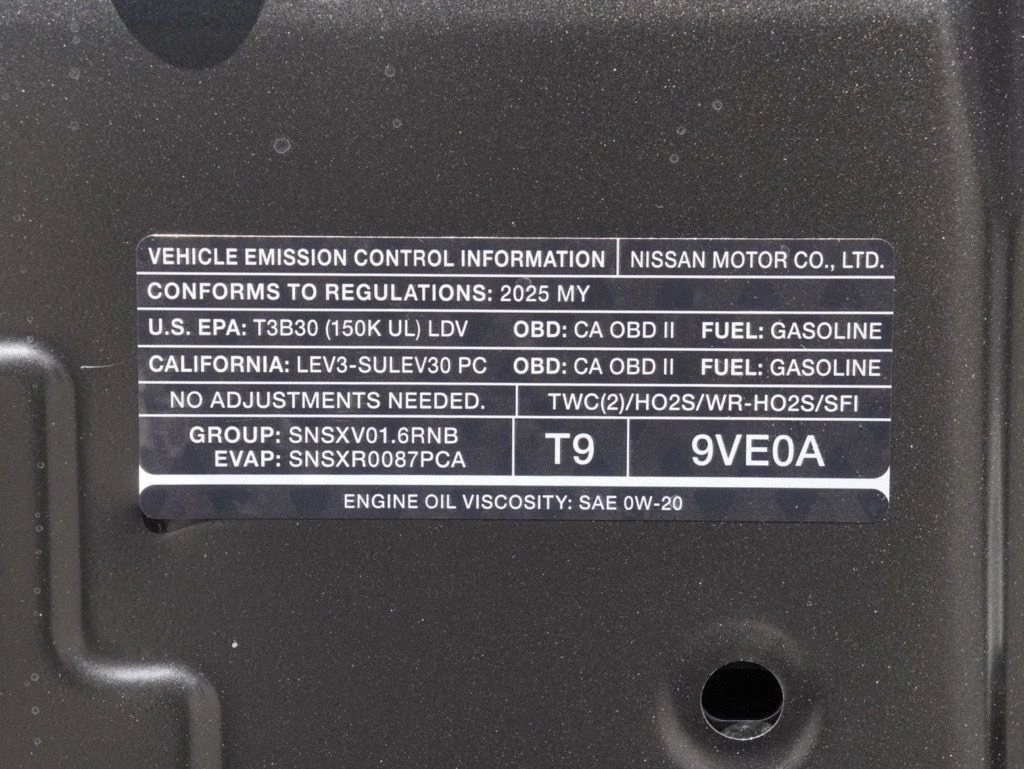 VEHICLE EMISSION CONTROL INFORMATION NISSAN MOTOR CO., LTD.
CONFORMS TO REGULATIONS: 2025 MY
U.S. EPA: T3B30 (150K UL) LDV OBD: CA OBD II FUEL: GASOLINE
CALIFORNIA: LEV3-SULEV30 PC OBD: CA OBD II FUEL: GASOLINE
NO ADJUSTMENTS NEEDED. TWC(2)/HO2S/WR-HO2S/SFI
GROUP: SNSXV01.6RNB
EVAP: SNSXR0087PCA
T9 9VE0A
ENGINE OIL VISCOSITY: SAE 0W-20